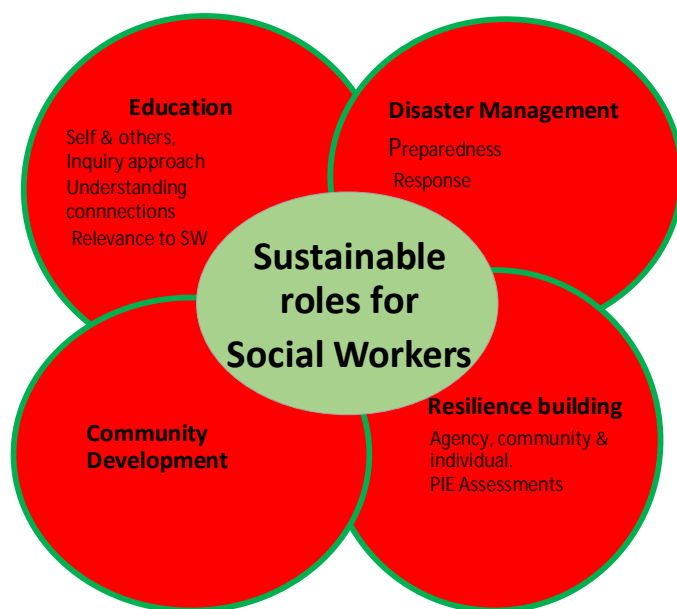 Education
Self & others,
Inquiry approach
Understanding
connnections
Relevance to SW
Disaster Management
Preparedness
Response
Sustainable
roles for
Social Workers
Community
Development
Resilience building
Agency, community &
individual.
PIE Assessments